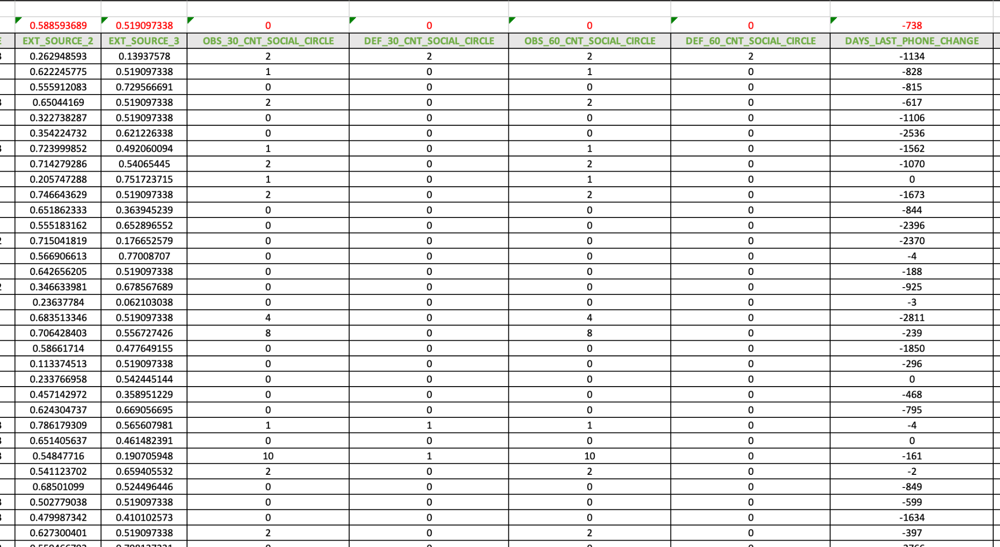 0.588593689 0.519097338 0 0 0 0 -738
EXT_SOURCE_2 EXT_SOURCE_3 OBS_30_CNT_SOCIAL_CIRCLE DEF_30_CNT_SOCIAL_CIRCLE OBS_60_CNT_SOCIAL_CIRCLE DEF_60_CNT_SOCIAL_CIRCLE DAYS_LAST_PHONE_CHANGE
0.262948593 0.13937578 2 2 2 2 -1134
0.622245775 0.519097338 1 0 1 0 -828
0.555912083 0.729566691 0 0 0 0 -815
0.65044169 0.519097338 2 0 2 0 -617
0.322738287 0.519097338 0 0 0 0 -1106
0.354224732 0.621226338 0 0 0 0 -2536
0.723999852 0.492060094 1 0 1 0 -1562
0.714279286 0.54065445 2 0 2 0 -1070
0.205747288 0.751723715 1 0 1 0 0
0.746643629 0.519097338 2 0 2 0 -1673
0.651862333 0.363945239 0 0 0 0 -844
0.555183162 0.652896552 0 0 0 0 -2396
0.715041819 0.176652579 0 0 0 0 -2370
0.566906613 0.77008707 0 0 0 0 -4
0.642656205 0.519097338 0 0 0 0 -188
0.346633981 0.678567689 0 0 0 0 -925
0.23637784 0.062103038 0 0 0 0 -3
0.683513346 0.519097338 4 0 4 0 -2811
0.706428403 0.556727426 8 0 8 0 -239
0.58661714 0.477649155 0 0 0 0 -1850
0.113374513 0.519097338 0 0 0 0 -296
0.233766958 0.542445144 0 0 0 0 0
0.457142972 0.358951229 0 0 0 0 -468
0.624304737 0.669056695 0 0 0 0 -795
0.786179309 0.565607981 1 1 1 0 -4
0.651405637 0.461482391 0 0 0 0 0
0.54847716 0.190705948 10 1 10 0 -161
0.541123702 0.659405532 2 0 2 0 -2
0.68501099 0.524496446 0 0 0 0 -849
0.502779038 0.519097338 0 0 0 0 -599
0.479987342 0.410102573 0 0 0 0 -1634
0.627300401 0.519097338 2 0 2 0 -397